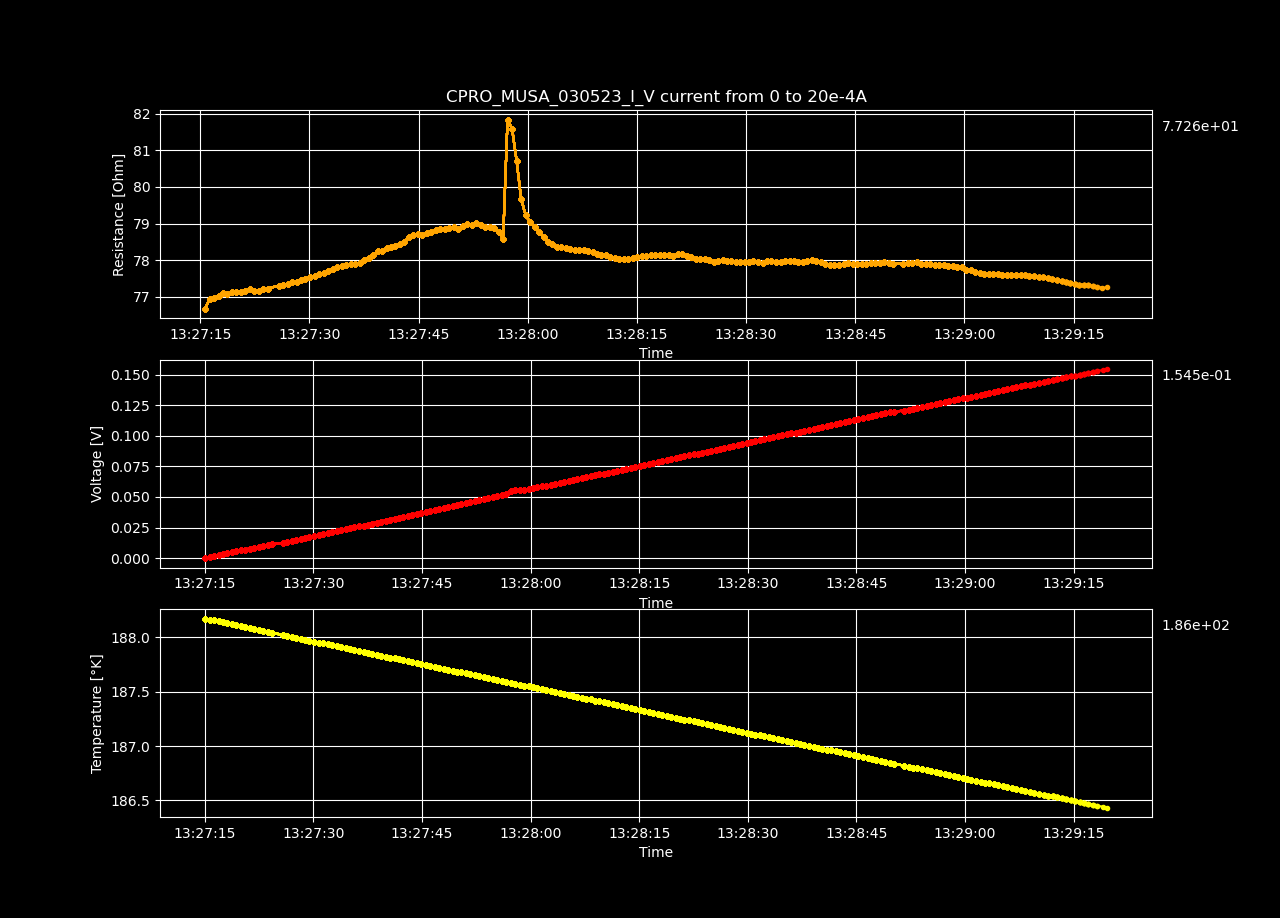 CPRO_MUSA_030523_I_V current from 0 to 20e-4A
82
81
80
79
78
77
Resistance [Ohm]
7.726e+01
13:27:15 13:27:30 13:27:45 13:28:00 13:28:15 13:28:30 13:28:45 13:29:00 13:29:15
Time
0.150
0.125
0.100
0.075
0.050
0.025
0.000
Voltage [V]
1.545e-01
13:27:15 13:27:30 13:27:45 13:28:00 13:28:15 13:28:30 13:28:45 13:29:00 13:29:15
Time
188.0
187.5
187.0
186.5
Temperature [°K]
1.86e+02
13:27:15 13:27:30 13:27:45 13:28:00 13:28:15 13:28:30 13:28:45 13:29:00 13:29:15
Time